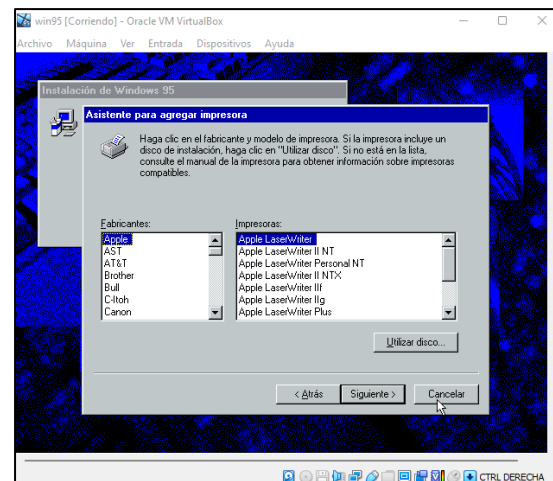 win95 [Corriendo] - Oracle VM VirtualBox
Archivo Máquina Ver Entrada Dispositivos Ayuda
Instalación de Windows 95
Asistente para agregar impresora
Haga clic en el fabricante y modelo de impresora. Si la impresora incluye un
disco de instalación, haga clic en "Utilizar disco". Si no está en la lista,
consulte el manual de la impresora para obtener información sobre impresoras
compatibles.
Fabricantes:
Apple
AST
AT&T
Brother
Bull
C-Itoh
Canon
Impresoras:
Apple LaserWriter
Apple LaserWriter II NT
Apple LaserWriter Personal NT
Apple LaserWriter II NTX
Apple LaserWriter IIf
Apple LaserWriter IIg
Apple LaserWriter Plus
Utilizar disco...
< Atrás Siguiente > Cancelar
CTRL DERECHA